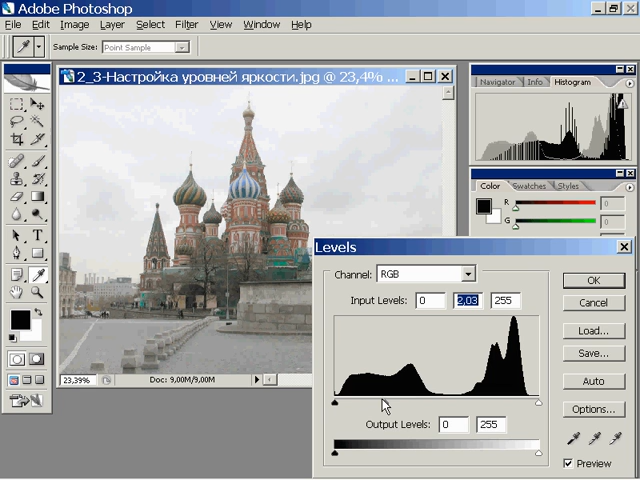 Adobe Photoshop
File Edit Image Layer Select Filter View Window Help
Sample Size: Point Sample
2_3-Настройка уровней яркости.jpg @ 23,4% ...
Navigator Info Histogram
Color Swatches Styles
R 0
G 0
Levels
Channel: RGB
OK
Input Levels: 0 2,03 255
Cancel
Load...
Save...
Auto
Options...
Output Levels: 0 255
Preview
23,39% Doc: 9,00M/9,00M